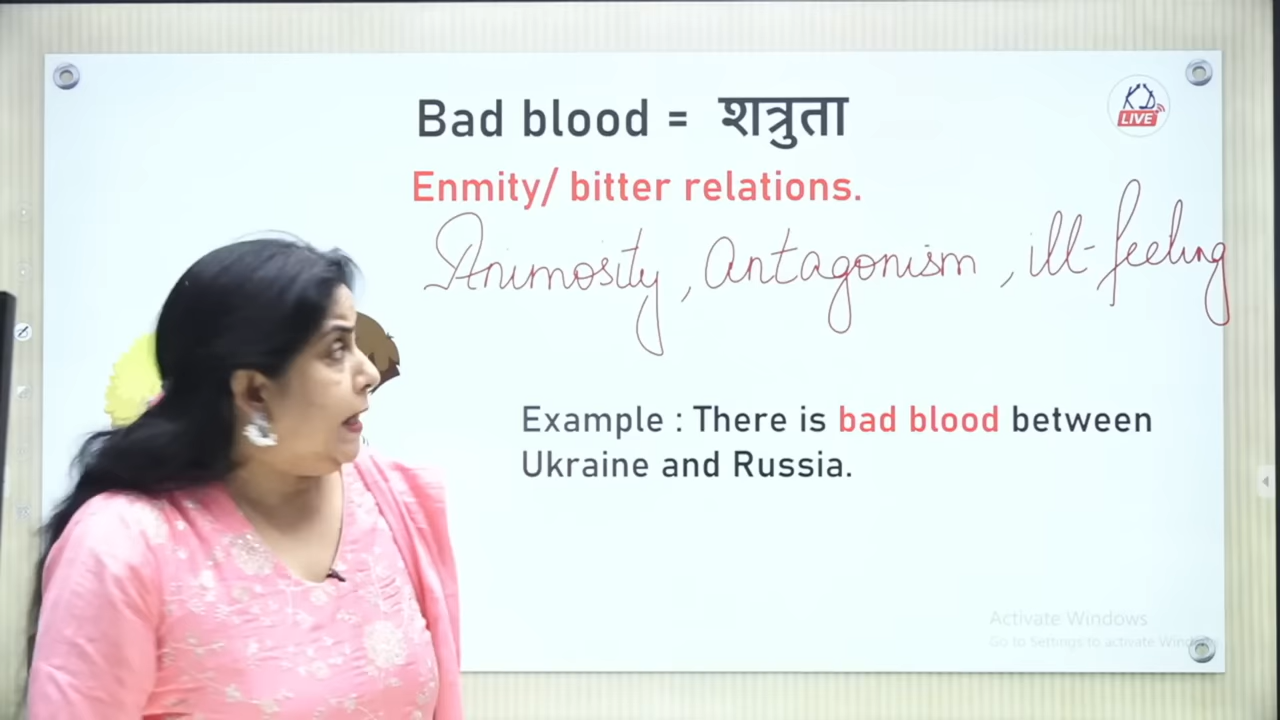 Bad blood = शत्रुता
KD
LIVE
Enmity/ bitter relations.
Animosity, Antagonism, ill-feeling
Example : There is bad blood between
Ukraine and Russia.
Activate Windows
Go to Settings to activate Windows